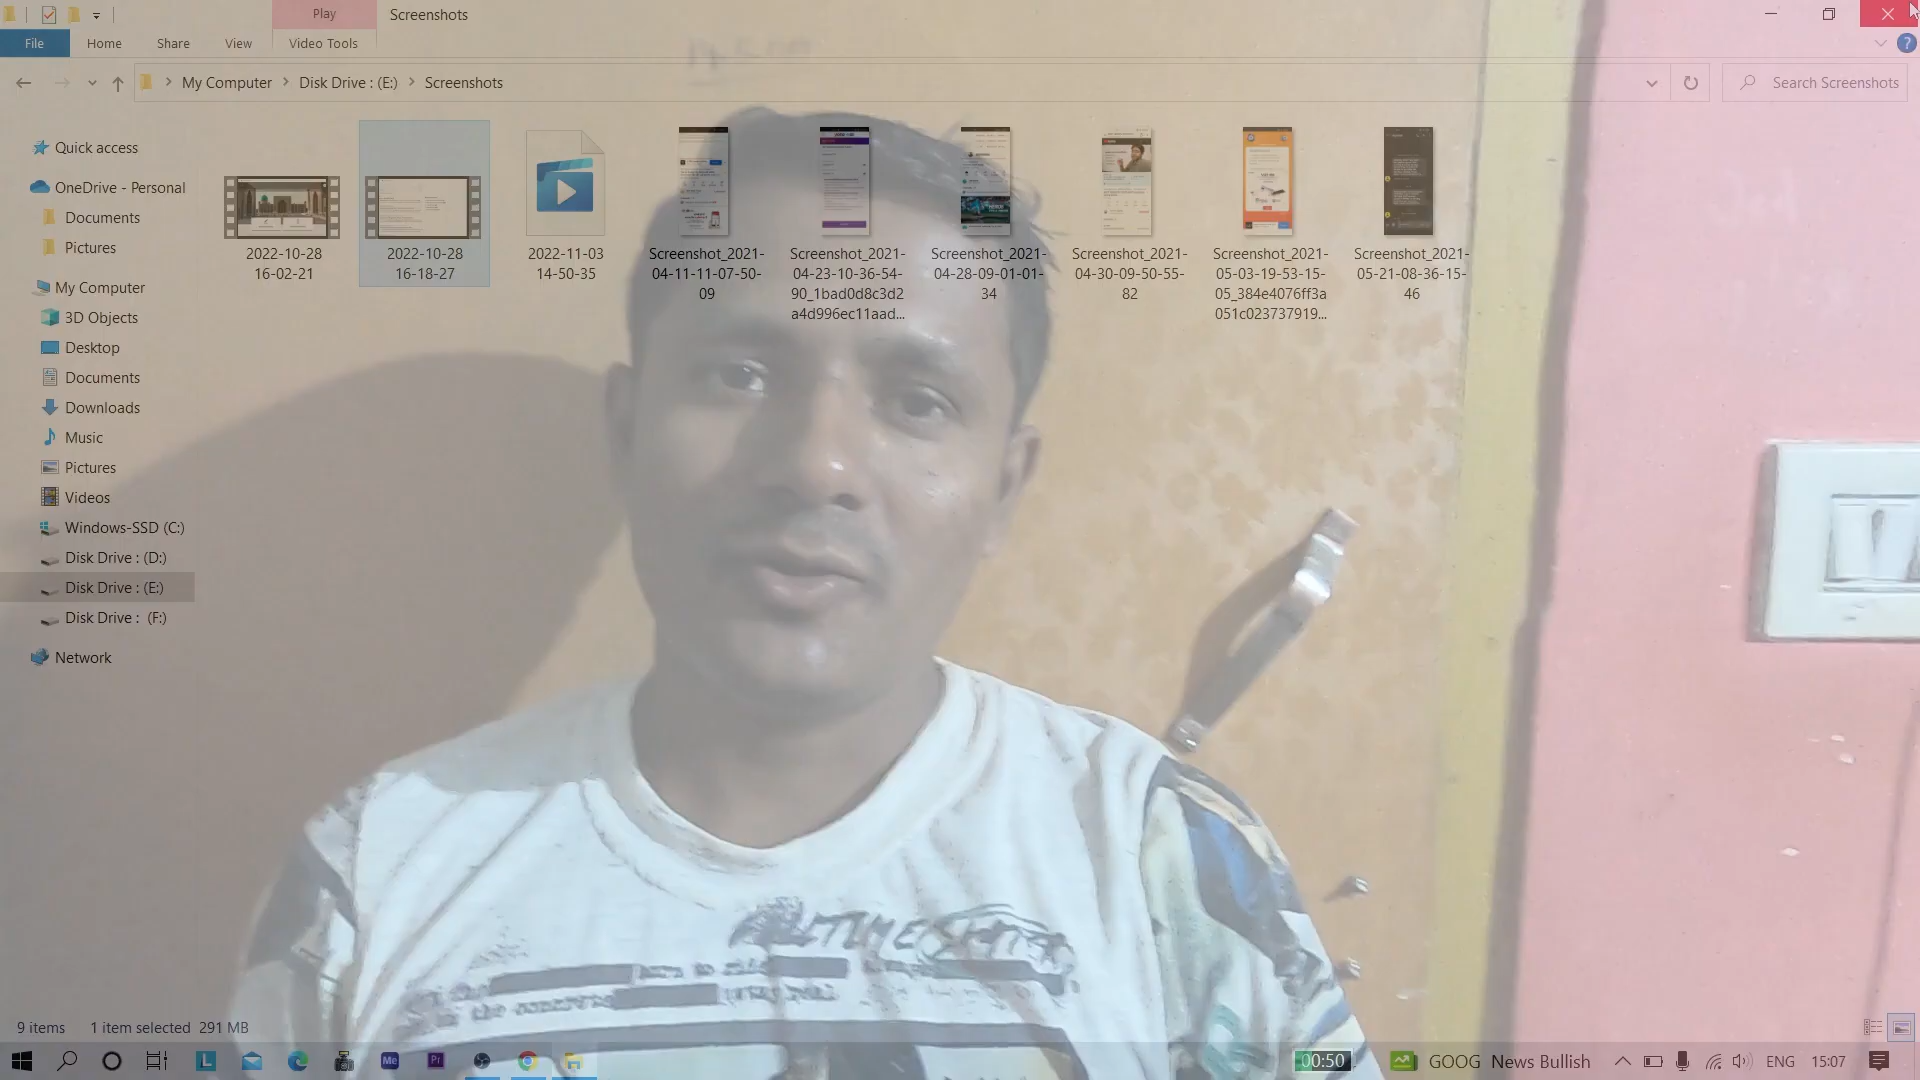 Play
Screenshots
File
Home
Share
View
Video Tools
My Computer
Disk Drive : (E:)
Screenshots
Search Screenshots
Quick access
OneDrive - Personal
Documents
Pictures
My Computer
3D Objects
Desktop
Documents
Downloads
Music
Pictures
Videos
Windows-SSD (C:)
Disk Drive : (D:)
Disk Drive : (E:)
Disk Drive : (F:)
Network
2022-10-28
16-02-21
2022-10-28
16-18-27
2022-11-03
14-50-35
Screenshot_2021-
04-11-11-07-50-
09
Screenshot_2021-
04-23-10-36-54-
90_1bad0d8c3d2
a4d996ec11aad...
Screenshot_2021-
04-28-09-01-01-
34
Screenshot_2021-
04-30-09-50-55-
82
Screenshot_2021-
05-03-19-53-15-
05_384e4076ff3a
051c023737919...
Screenshot_2021-
05-21-08-36-15-
46
9 items
1 item selected 291 MB
L
Me
Pr
00:50
GOOG News Bullish
ENG
15:07